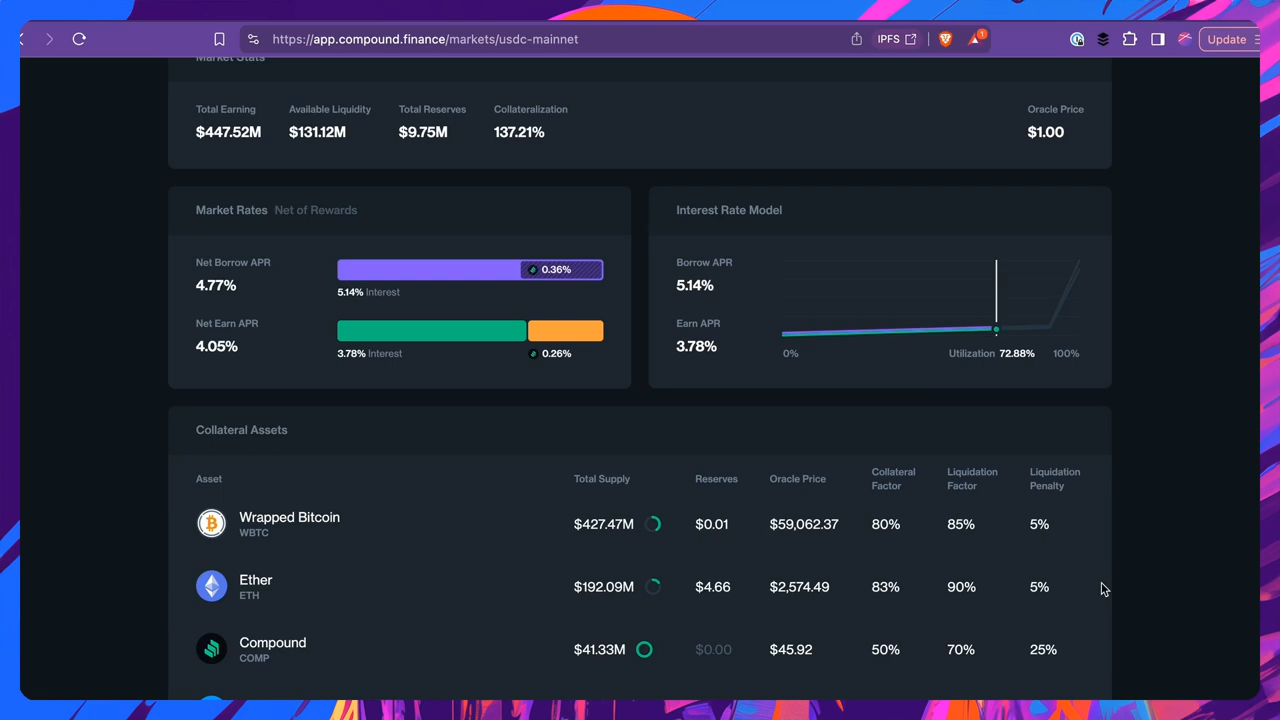 https://app.compound.finance/markets/usdc-mainnet
IPFS
1
Update
Market Stats
Total Earning
Available Liquidity
Total Reserves
Collateralization
Oracle Price
$447.52M
$131.12M
$9.75M
137.21%
$1.00
Market Rates
Net of Rewards
Net Borrow APR
4.77%
0.36%
5.14% Interest
Net Earn APR
4.05%
3.78% Interest
0.26%
Interest Rate Model
Borrow APR
5.14%
Earn APR
3.78%
0%
Utilization 72.88%
100%
Collateral Assets
Asset
Total Supply
Reserves
Oracle Price
Collateral Factor
Liquidation Factor
Liquidation Penalty
Wrapped Bitcoin
WBTC
$427.47M
$0.01
$59,062.37
80%
85%
5%
Ether
ETH
$192.09M
$4.66
$2,574.49
83%
90%
5%
Compound
COMP
$41.33M
$0.00
$45.92
50%
70%
25%